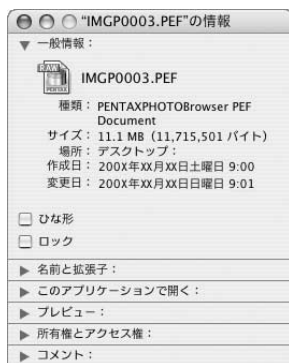 "IMGP0003.PEF"の情報
一般情報：
RAW
PENTAX
IMGP0003.PEF
種類： PENTAXPHOTOBrowser PEF
Document
サイズ： 11.1 MB（11,715,501 バイト）
場所： デスクトップ：
作成日： 200X年XX月XX日土曜日 9:00
変更日： 200X年XX月XX日日曜日 9:01
ひな形
ロック
名前と拡張子：
このアプリケーションで開く：
プレビュー：
所有権とアクセス権：
コメント：